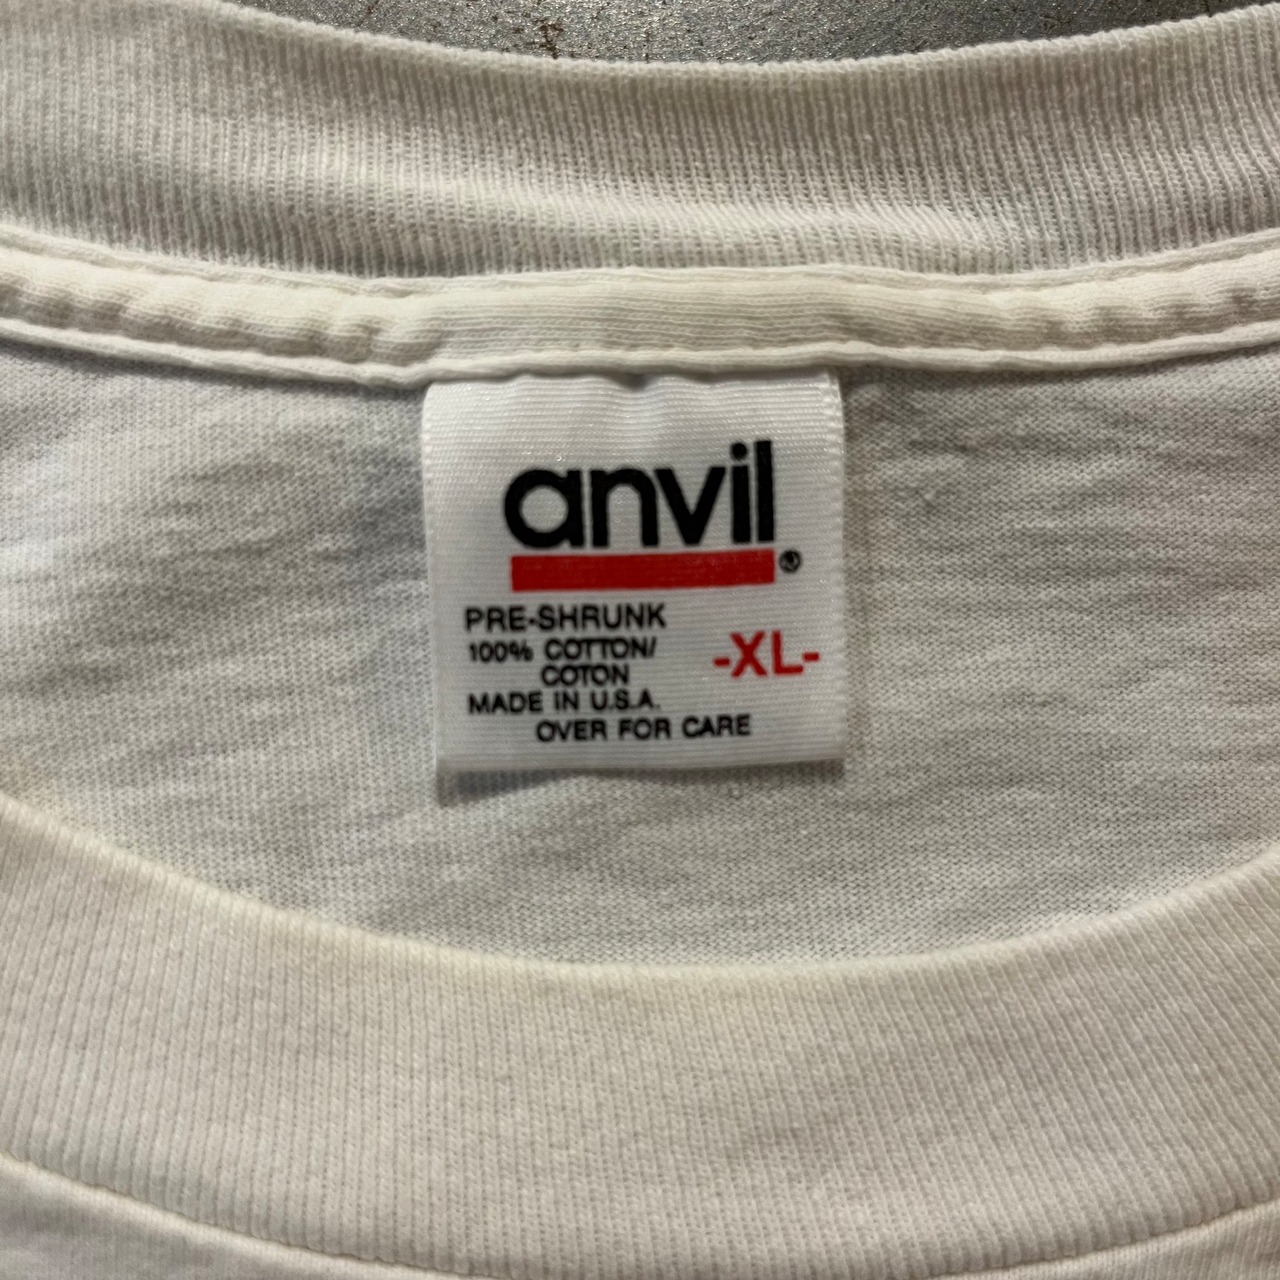 anvil®
PRE-SHRUNK
100% COTTON/
COTON
-XL-
MADE IN U.S.A.
OVER FOR CARE